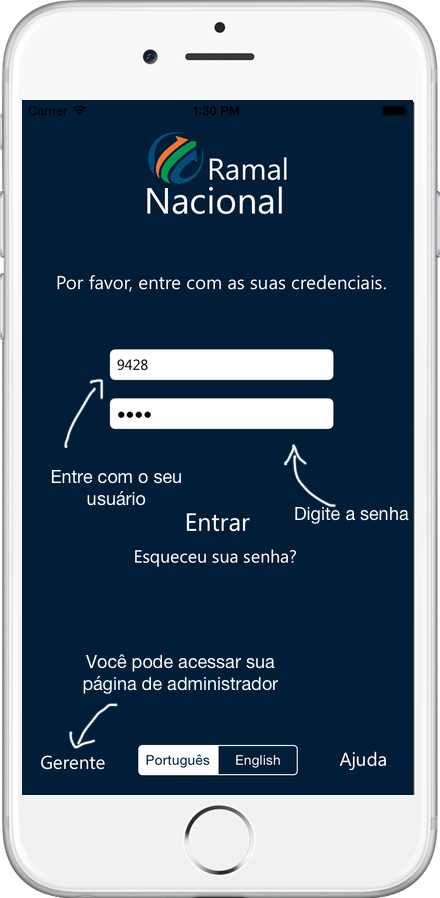 Carrier 1:30 PM
Ramal
Nacional
Por favor, entre com as suas credenciais.
9428
••••
Entre com o seu
usuário
Digite a senha
Entrar
Esqueceu sua senha?
Você pode acessar sua
página de administrador
Gerente Português English Ajuda